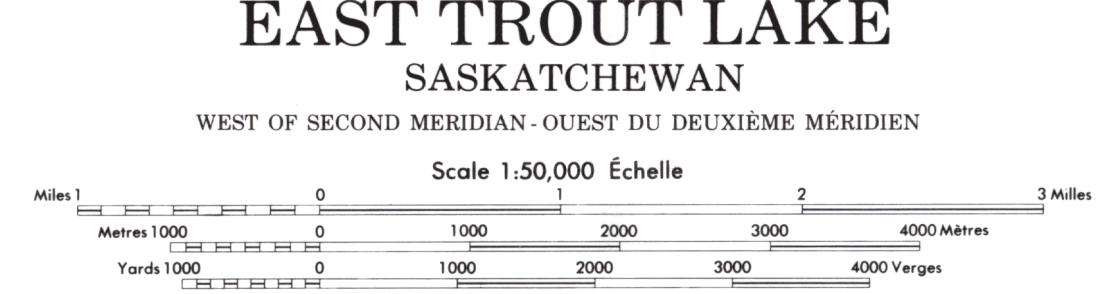 EAST TROUT LAKE
SASKATCHEWAN
WEST OF SECOND MERIDIAN - OUEST DU DEUXIÈME MÉRIDIEN
Scale 1:50,000 Échelle
Miles 1 0 1 2 3 Milles
Metres 1000 0 1000 2000 3000 4000 Mètres
Yards 1000 0 1000 2000 3000 4000 Verges